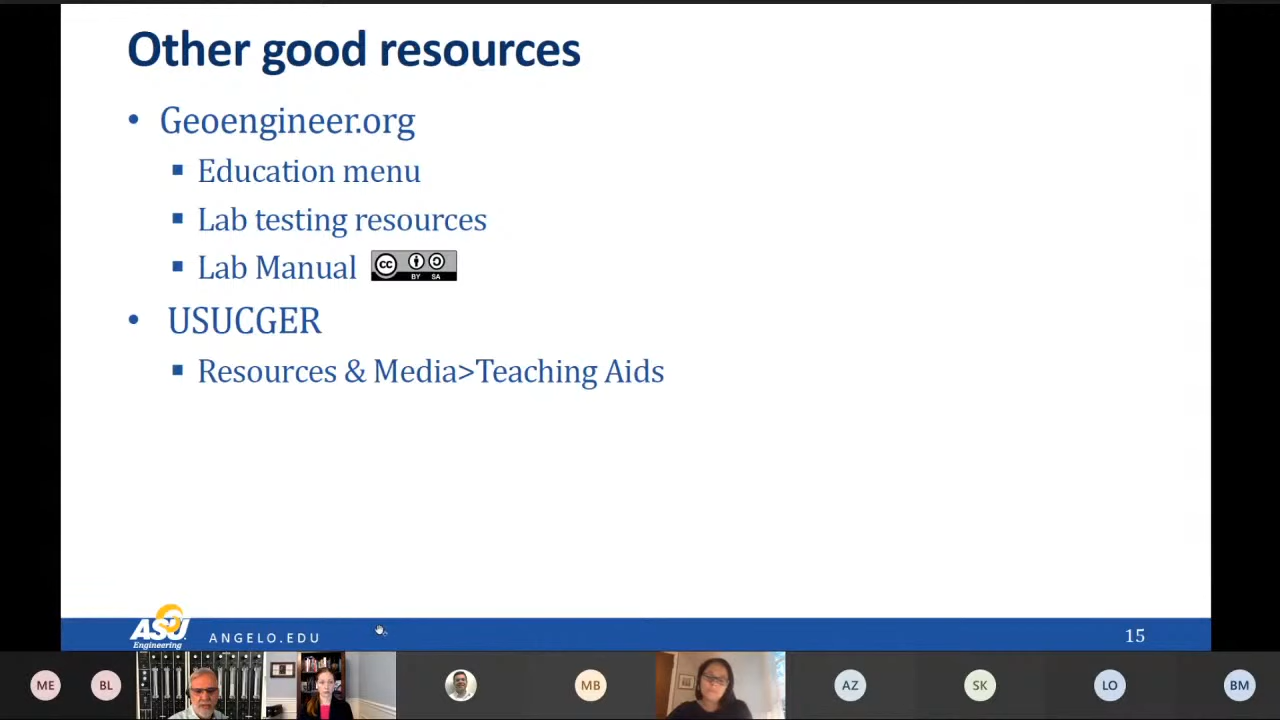 Other good resources
• Geoengineer.org
▪ Education menu
▪ Lab testing resources
▪ Lab Manual
CC BY SA
• USUCGER
▪ Resources & Media>Teaching Aids
ASU
Engineering
ANGELO.EDU
15
ME
BL
MB
AZ
SK
LO
BM